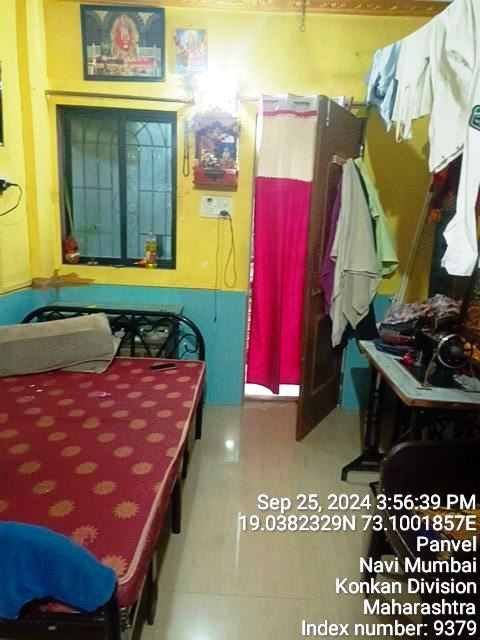 Sep 25, 2024 3:56:39 PM
19.0382329N 73.1001857E
Panvel
Navi Mumbai
Konkan Division
Maharashtra
Index number: 9379